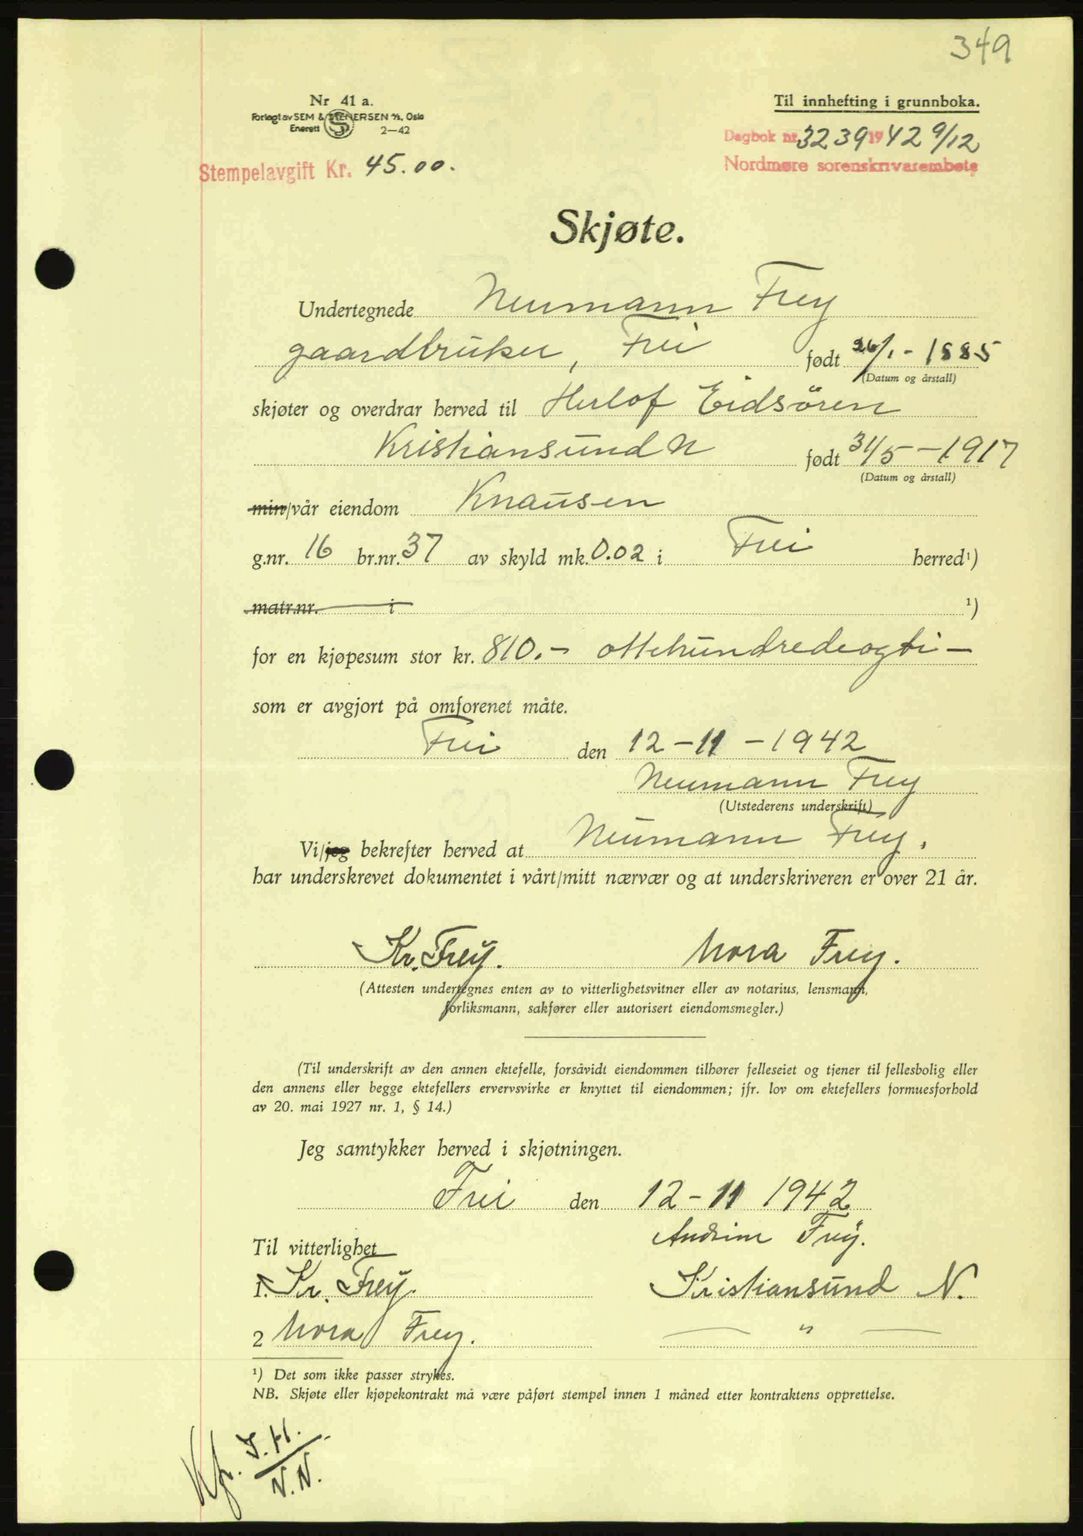 349
Nr 41 a.
Forlagt av SEM & STENERSEN A/S, Oslo
Enerett 2-42
Til innhefting i grunnboka.
Dagbok nr. 3239 1942 9/12
Nordmøre sorenskrivarembete
Stempelavgift Kr. 45.00.
Skjøte.
Undertegnede Neumann Frey
gaardbruker, Frei født 26/1-1885
(Datum og årstall)
skjøter og overdrar herved til Herlof Eidsören
Kristiansund N født 31/5-1917
(Datum og årstall)
min/vår eiendom Knausen
g.nr. 16 br.nr. 37 av skyld mk. 0.02 i Frei herred¹)
matr.nr. i ¹)
for en kjøpesum stor kr. 810.- ottehundredeogti -
som er avgjort på omforenet måte.
Frei den 12-11-1942
Neumann Frey
(Utstederens underskrift)
Vi/jeg bekrefter herved at Neumann Frey.
har underskrevet dokumentet i vårt/mitt nærvær og at underskriveren er over 21 år.
Kr. Frey. Nora Frey.
(Attesten undertegnes enten av to vitterlighetsvitner eller av notarius, lensmann,
forliksmann, sakfører eller autorisert eiendomsmegler.)
(Til underskrift av den annen ektefelle, forsåvidt eiendommen tilhører felleseiet og tjener til fellesbolig eller
den annens eller begge ektefellers ervervsvirke er knyttet til eiendommen; jfr. lov om ektefellers formuesforhold
av 20. mai 1927 nr. 1, § 14.)
Jeg samtykker herved i skjøtningen.
Frei den 12-11 1942
Frey.
Til vitterlighet
1. Kr. Frey. Kristiansund N.
2 Nora Frey. — " —
¹) Det som ikke passer strykes.
NB. Skjøte eller kjøpekontrakt må være påført stempel innen 1 måned etter kontraktens opprettelse.
Kfr. J.H.
N.N.